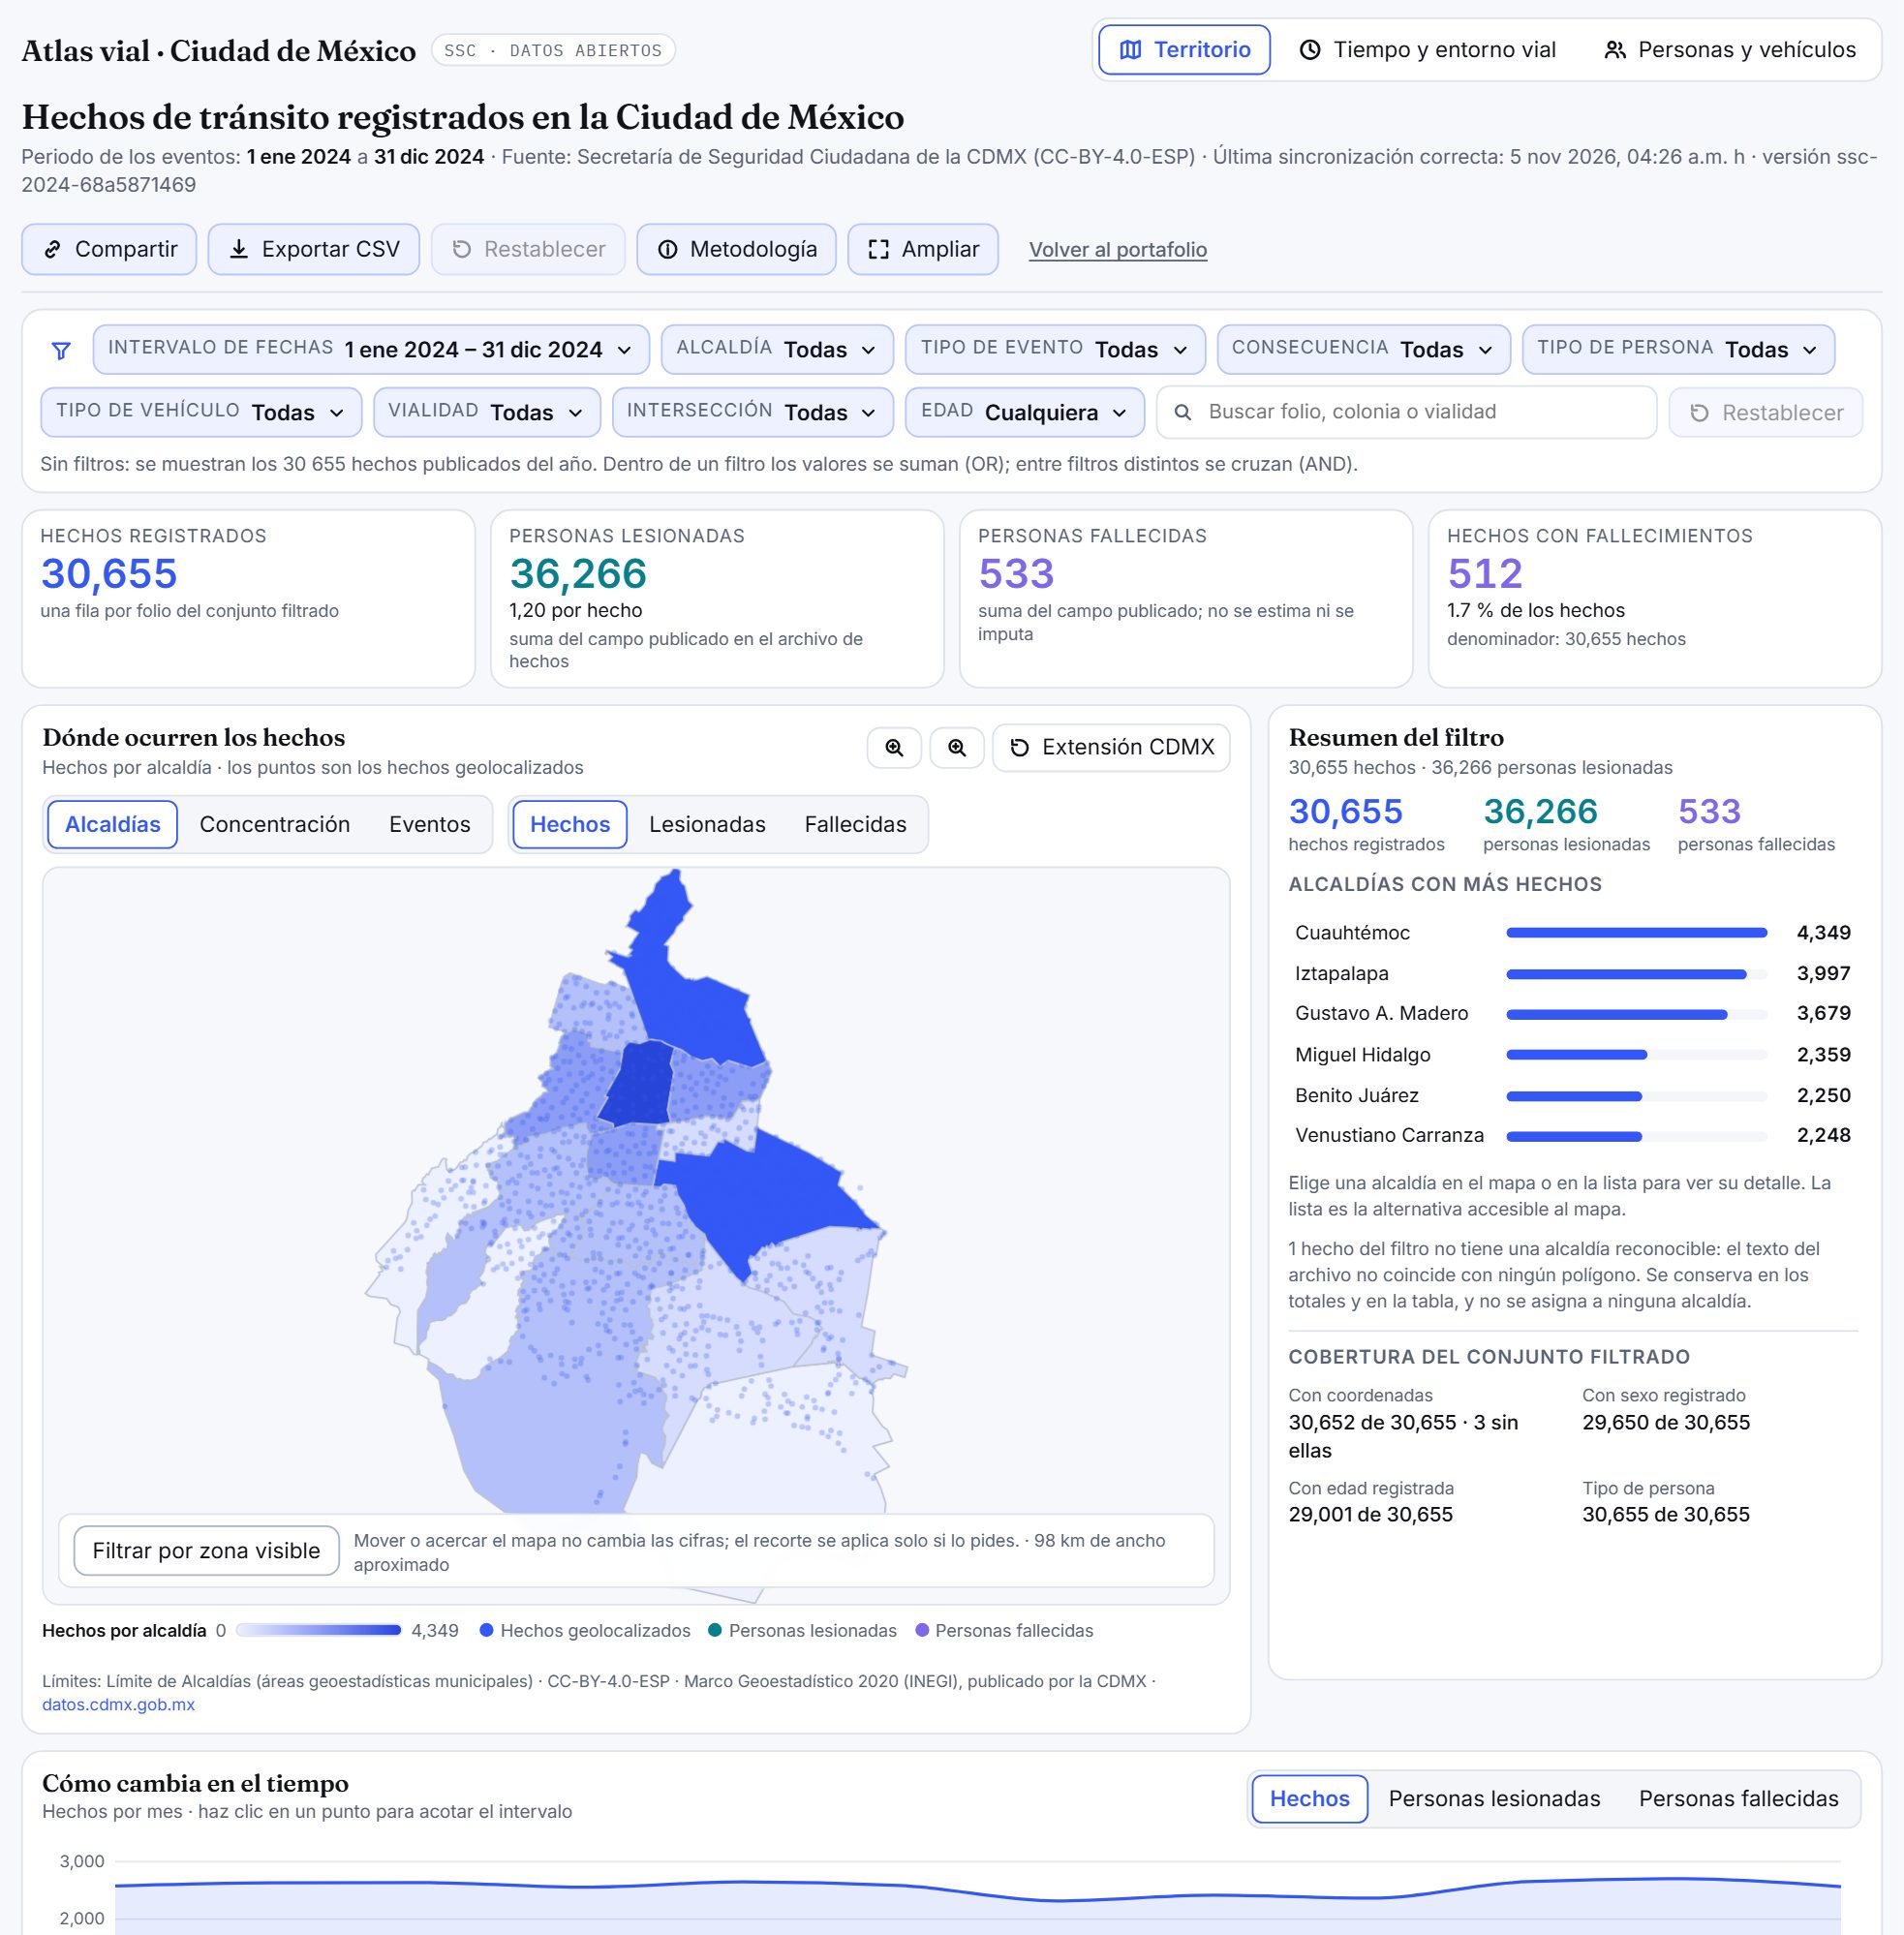 Atlas vial · Ciudad de México
SSC · DATOS ABIERTOS
Territorio
Tiempo y entorno vial
Personas y vehículos
Hechos de tránsito registrados en la Ciudad de México
Periodo de los eventos: 1 ene 2024 a 31 dic 2024 · Fuente: Secretaría de Seguridad Ciudadana de la CDMX (CC-BY-4.0-ESP) · Última sincronización correcta: 5 nov 2026, 04:26 a.m. h · versión ssc-
2024-68a5871469
Compartir
Exportar CSV
Restablecer
Metodología
Ampliar
Volver al portafolio
INTERVALO DE FECHAS 1 ene 2024 – 31 dic 2024
ALCALDÍA Todas
TIPO DE EVENTO Todas
CONSECUENCIA Todas
TIPO DE PERSONA Todas
TIPO DE VEHÍCULO Todas
VIALIDAD Todas
INTERSECCIÓN Todas
EDAD Cualquiera
Buscar folio, colonia o vialidad
Restablecer
Sin filtros: se muestran los 30 655 hechos publicados del año. Dentro de un filtro los valores se suman (OR); entre filtros distintos se cruzan (AND).
HECHOS REGISTRADOS
30,655
una fila por folio del conjunto filtrado
PERSONAS LESIONADAS
36,266
1,20 por hecho
suma del campo publicado en el archivo de
hechos
PERSONAS FALLECIDAS
533
suma del campo publicado; no se estima ni se
imputa
HECHOS CON FALLECIMIENTOS
512
1.7 % de los hechos
denominador: 30,655 hechos
Dónde ocurren los hechos
Hechos por alcaldía · los puntos son los hechos geolocalizados
Extensión CDMX
Alcaldías
Concentración
Eventos
Hechos
Lesionadas
Fallecidas
Filtrar por zona visible
Mover o acercar el mapa no cambia las cifras; el recorte se aplica solo si lo pides. · 98 km de ancho
aproximado
Hechos por alcaldía 0 4,349
Hechos geolocalizados
Personas lesionadas
Personas fallecidas
Límites: Límite de Alcaldías (áreas geoestadísticas municipales) · CC-BY-4.0-ESP · Marco Geoestadístico 2020 (INEGI), publicado por la CDMX ·
datos.cdmx.gob.mx
Resumen del filtro
30,655 hechos · 36,266 personas lesionadas
30,655
hechos registrados
36,266
personas lesionadas
533
personas fallecidas
ALCALDÍAS CON MÁS HECHOS
Cuauhtémoc 4,349
Iztapalapa 3,997
Gustavo A. Madero 3,679
Miguel Hidalgo 2,359
Benito Juárez 2,250
Venustiano Carranza 2,248
Elige una alcaldía en el mapa o en la lista para ver su detalle. La
lista es la alternativa accesible al mapa.
1 hecho del filtro no tiene una alcaldía reconocible: el texto del
archivo no coincide con ningún polígono. Se conserva en los
totales y en la tabla, y no se asigna a ninguna alcaldía.
COBERTURA DEL CONJUNTO FILTRADO
Con coordenadas
30,652 de 30,655 · 3 sin
ellas
Con sexo registrado
29,650 de 30,655
Con edad registrada
29,001 de 30,655
Tipo de persona
30,655 de 30,655
Cómo cambia en el tiempo
Hechos por mes · haz clic en un punto para acotar el intervalo
Hechos
Personas lesionadas
Personas fallecidas
3,000
2,000